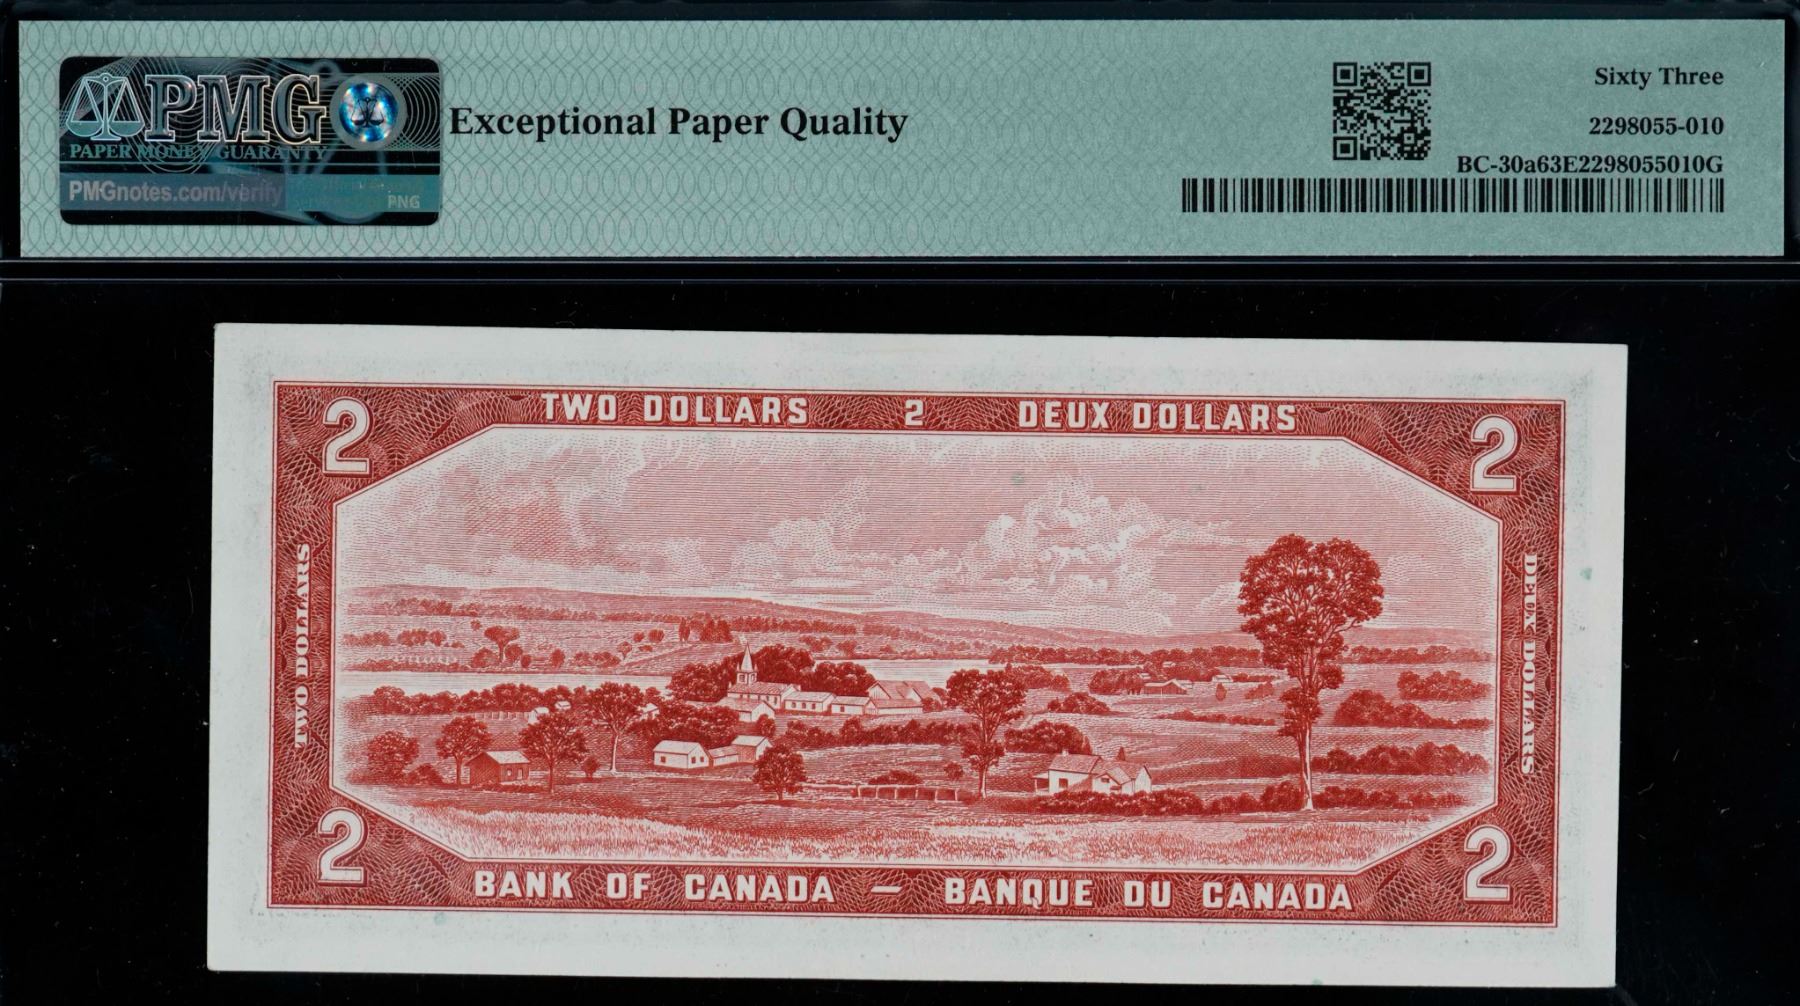 PMG
PAPER MONEY GUARANTY
PMGnotes.com/verify
PNG
Exceptional Paper Quality
Sixty Three
2298055-010
BC-30a63E2298055010G
2 TWO DOLLARS 2 DEUX DOLLARS 2
TWO DOLLARS
DEUX DOLLARS
2 BANK OF CANADA — BANQUE DU CANADA 2